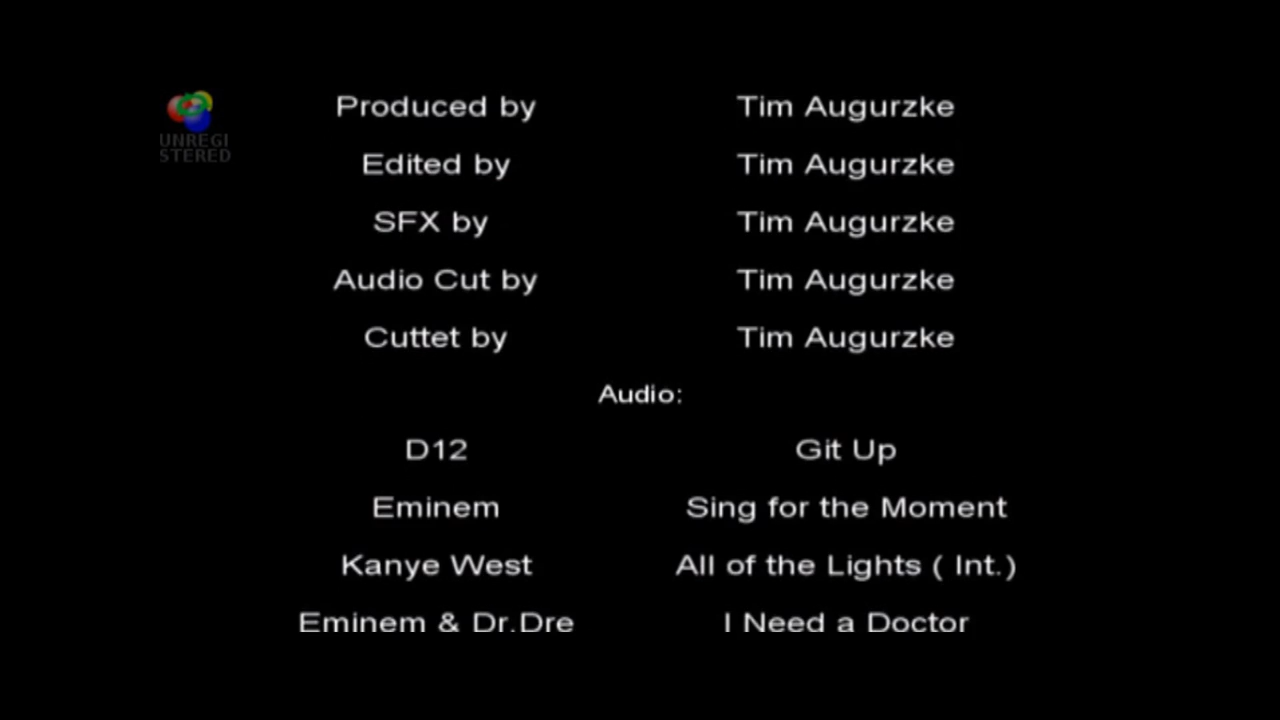 UNREGI
STERED
Produced by Tim Augurzke
Edited by Tim Augurzke
SFX by Tim Augurzke
Audio Cut by Tim Augurzke
Cuttet by Tim Augurzke
Audio:
D12 Git Up
Eminem Sing for the Moment
Kanye West All of the Lights ( Int.)
Eminem & Dr.Dre I Need a Doctor